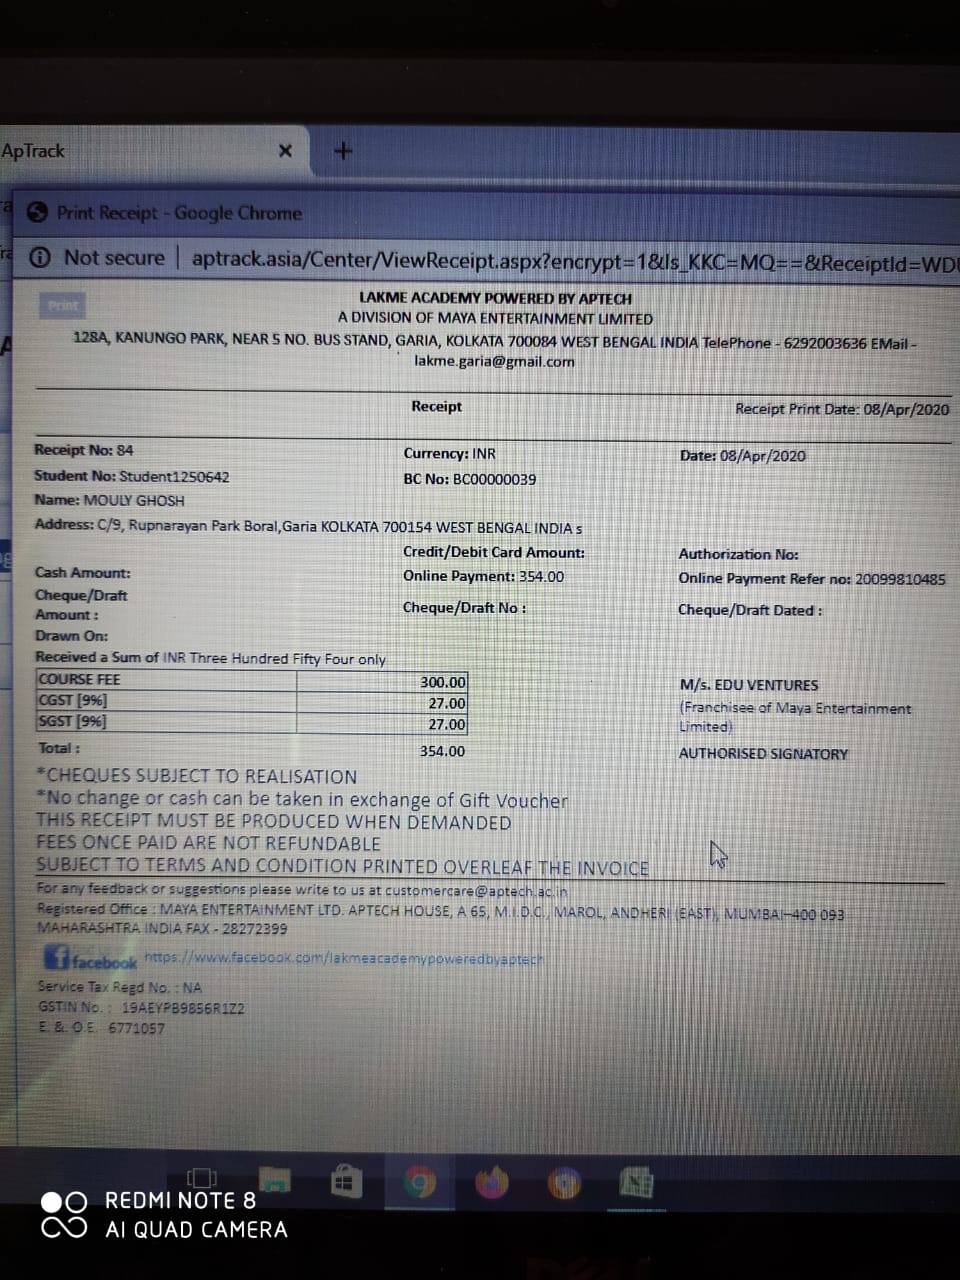 ApTrack
Print Receipt - Google Chrome
Not secure | aptrack.asia/Center/ViewReceipt.aspx?encrypt=1&Is_KKC=MQ==&ReceiptId=WD
Print
LAKME ACADEMY POWERED BY APTECH
A DIVISION OF MAYA ENTERTAINMENT LIMITED
128A, KANUNGO PARK, NEAR 5 NO. BUS STAND, GARIA, KOLKATA 700084 WEST BENGAL INDIA TelePhone - 6292003636 EMail -
lakme.garia@gmail.com
Receipt
Receipt Print Date: 08/Apr/2020
Receipt No: 84
Currency: INR
Date: 08/Apr/2020
Student No: Student1250642
BC No: BC00000039
Name: MOULY GHOSH
Address: C/9, Rupnarayan Park Boral,Garia KOLKATA 700154 WEST BENGAL INDIA s
Credit/Debit Card Amount:
Authorization No:
Cash Amount:
Online Payment: 354.00
Online Payment Refer no: 20099810485
Cheque/Draft
Amount :
Cheque/Draft No :
Cheque/Draft Dated :
Drawn On:
Received a Sum of INR Three Hundred Fifty Four only
COURSE FEE 300.00
CGST [9%] 27.00
SGST [9%] 27.00
Total : 354.00
M/s. EDU VENTURES
(Franchisee of Maya Entertainment
Limited)
AUTHORISED SIGNATORY
*CHEQUES SUBJECT TO REALISATION
*No change or cash can be taken in exchange of Gift Voucher
THIS RECEIPT MUST BE PRODUCED WHEN DEMANDED
FEES ONCE PAID ARE NOT REFUNDABLE
SUBJECT TO TERMS AND CONDITION PRINTED OVERLEAF THE INVOICE
For any feedback or suggestions please write to us at customercare@aptech.ac.in
Registered Office : MAYA ENTERTAINMENT LTD. APTECH HOUSE, A 65, M.I.D.C., MAROL, ANDHERI (EAST), MUMBAI-400 093
MAHARASHTRA INDIA FAX - 28272399
facebook https://www.facebook.com/lakmeacademypoweredbyaptech
Service Tax Regd No. : NA
GSTIN No. : 19AEYPB9856R1Z2
E. & O.E. 6771057
REDMI NOTE 8
AI QUAD CAMERA